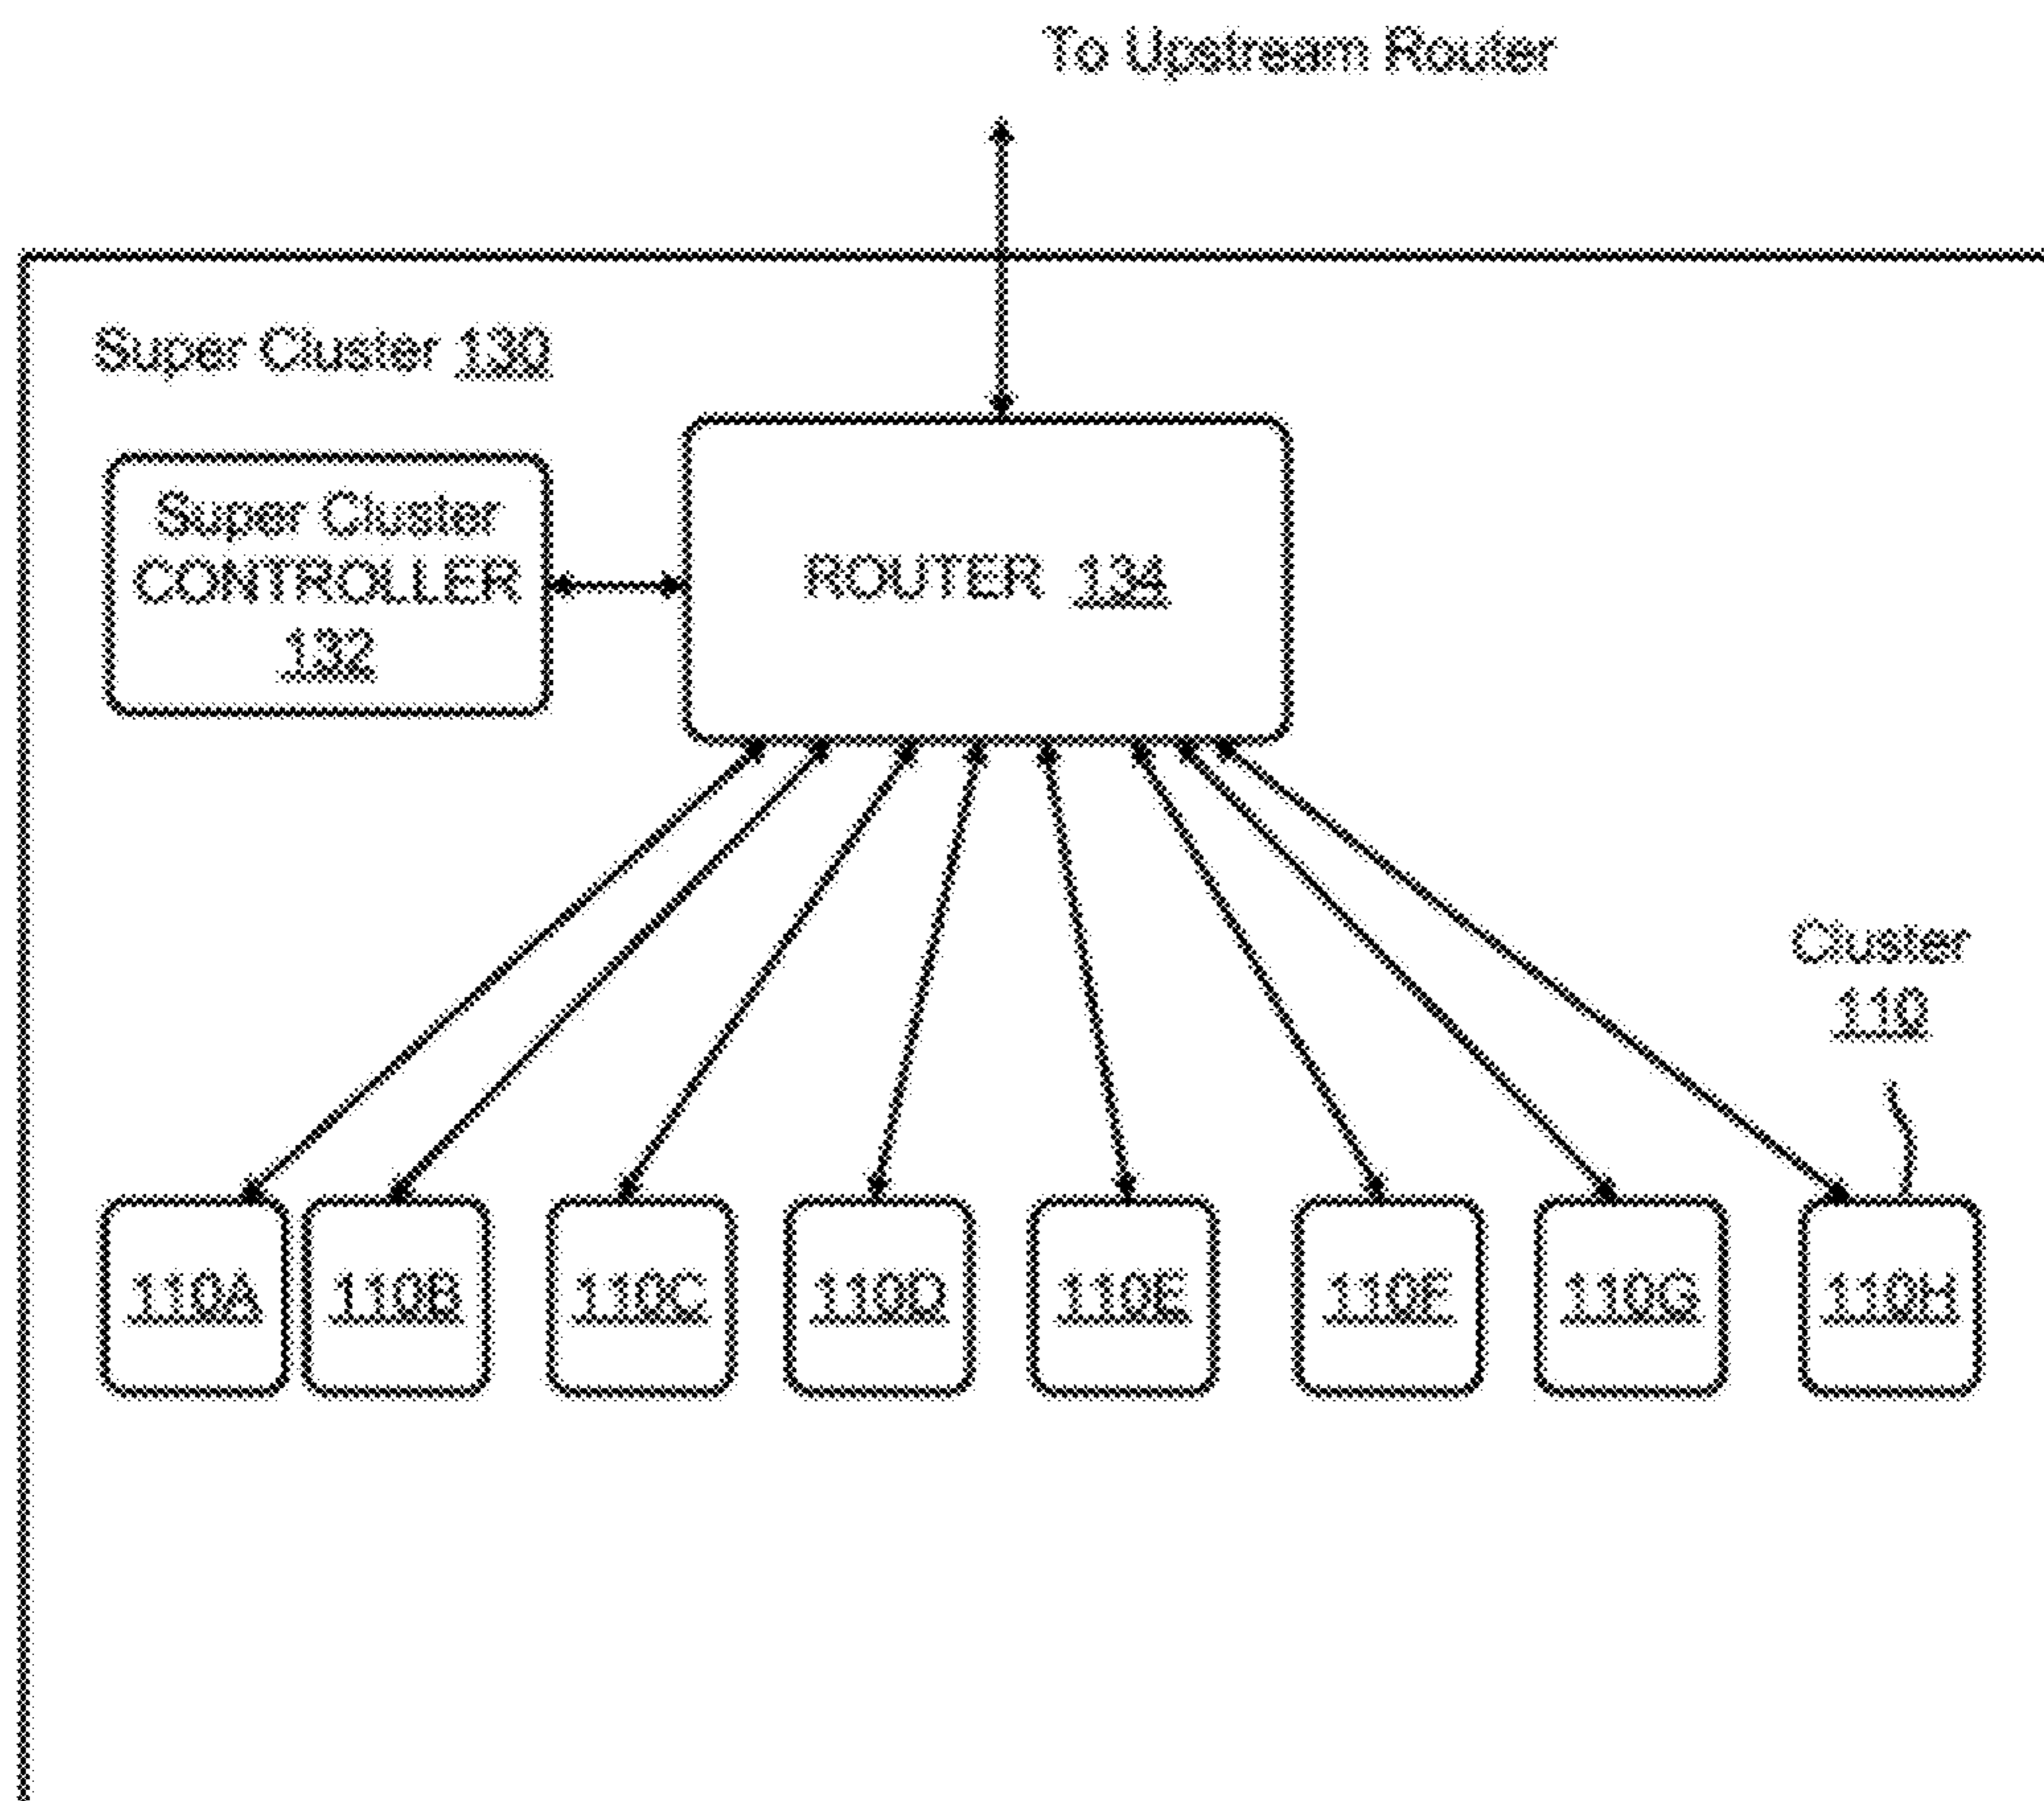 To Upstream Router
Super Cluster 130
Super Cluster
CONTROLLER
132
ROUTER 134
Cluster
110
110A
110B
110C
110D
110E
110F
110G
110H